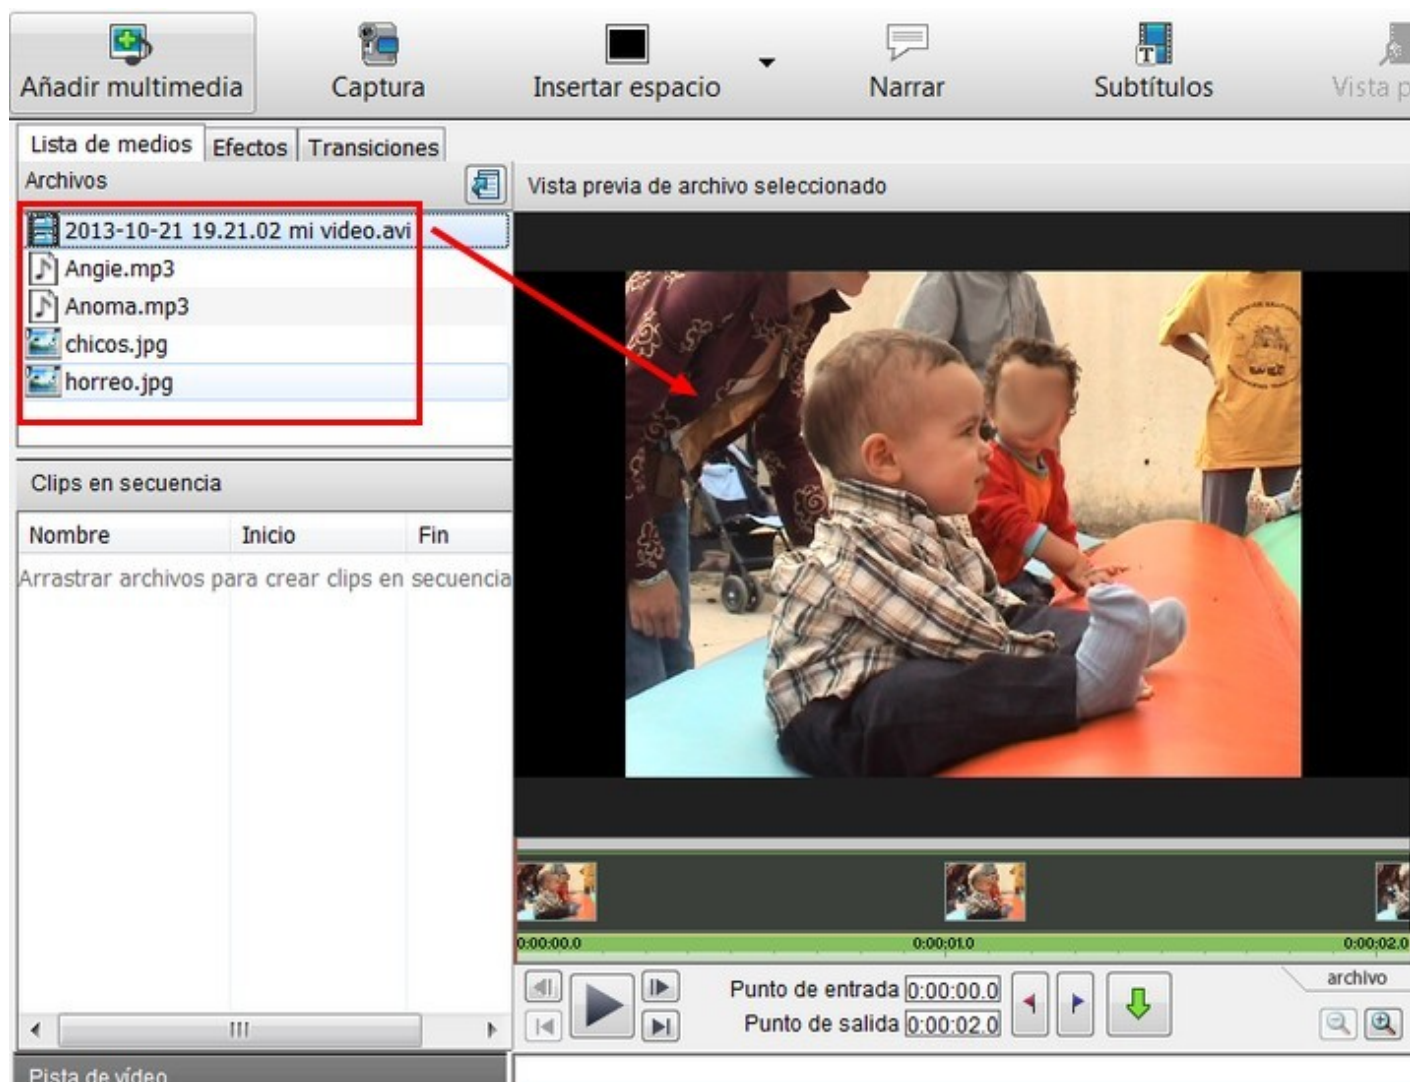 Añadir multimedia
Captura
Insertar espacio
Narrar
Subtítulos
Vista p
Lista de medios
Efectos
Transiciones
Archivos
Vista previa de archivo seleccionado
2013-10-21 19.21.02 mi video.avi
Angie.mp3
Anoma.mp3
chicos.jpg
horreo.jpg
Clips en secuencia
Nombre Inicio Fin
Arrastrar archivos para crear clips en secuencia
0:00:00.0 0:00:01.0 0:00:02.0
Punto de entrada 0:00:00.0
Punto de salida 0:00:02.0
archivo
Pista de vídeo